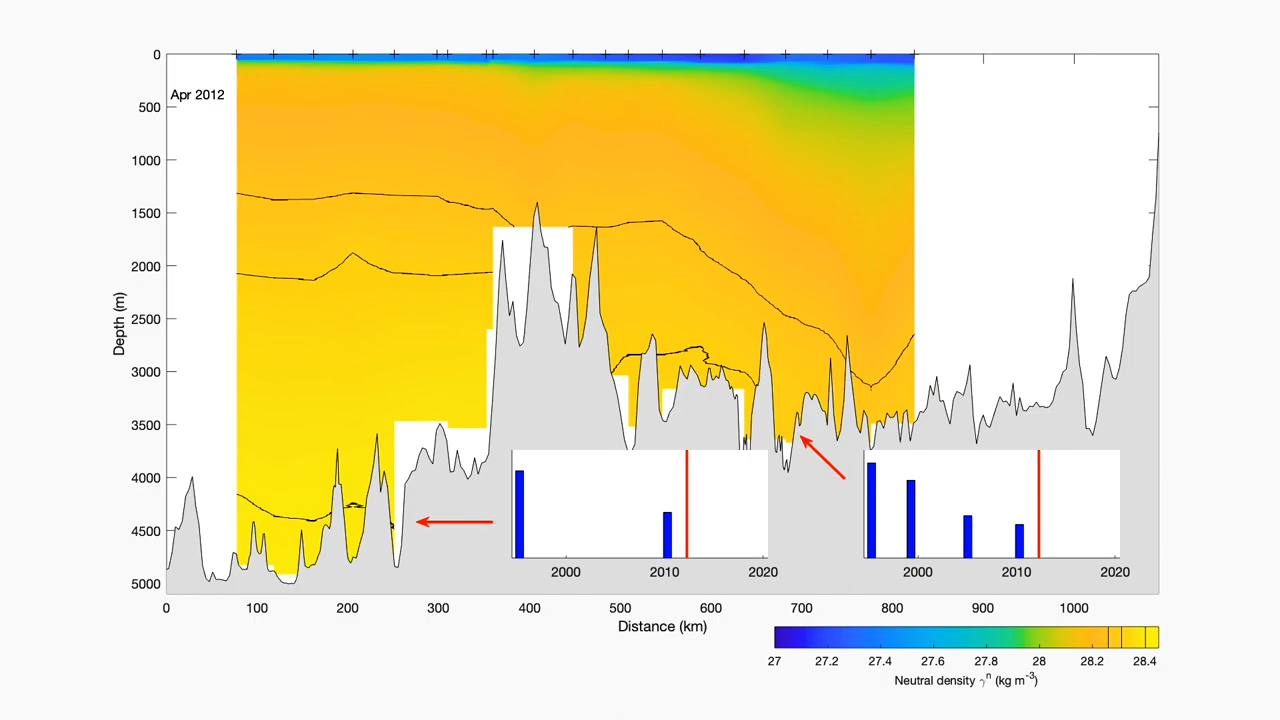 Apr 2012
0
500
1000
1500
2000
2500
3000
3500
4000
4500
5000
Depth (m)
2000 2010 2020
2000 2010 2020
0 100 200 300 400 500 600 700 800 900 1000
Distance (km)
27 27.2 27.4 27.6 27.8 28 28.2 28.4
Neutral density γⁿ (kg m⁻³)